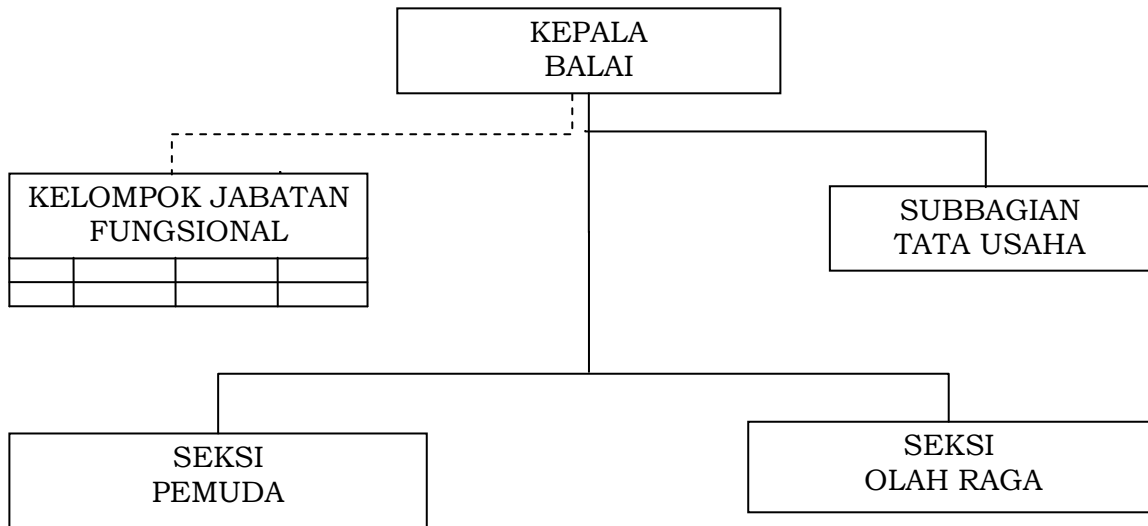 KEPALA
BALAI
KELOMPOK JABATAN
FUNGSIONAL
SUBBAGIAN
TATA USAHA
SEKSI
PEMUDA
SEKSI
OLAH RAGA